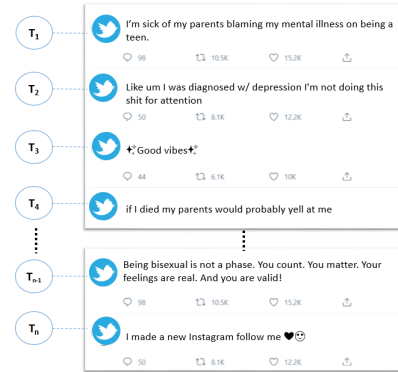 T1
I'm sick of my parents blaming my mental illness on being a
teen.
98 10.5K 15.2K
T2
Like um I was diagnosed w/ depression I'm not doing this
shit for attention
50 8.1K 12.2K
T3
✨Good vibes✨
44 6.1K 10K
T4
if I died my parents would probably yell at me
Tn-1
Being bisexual is not a phase. You count. You matter. Your
feelings are real. And you are valid!
98 10.5K 15.2K
Tn
I made a new Instagram follow me 🖤🙂
50 8.1K 12.2K